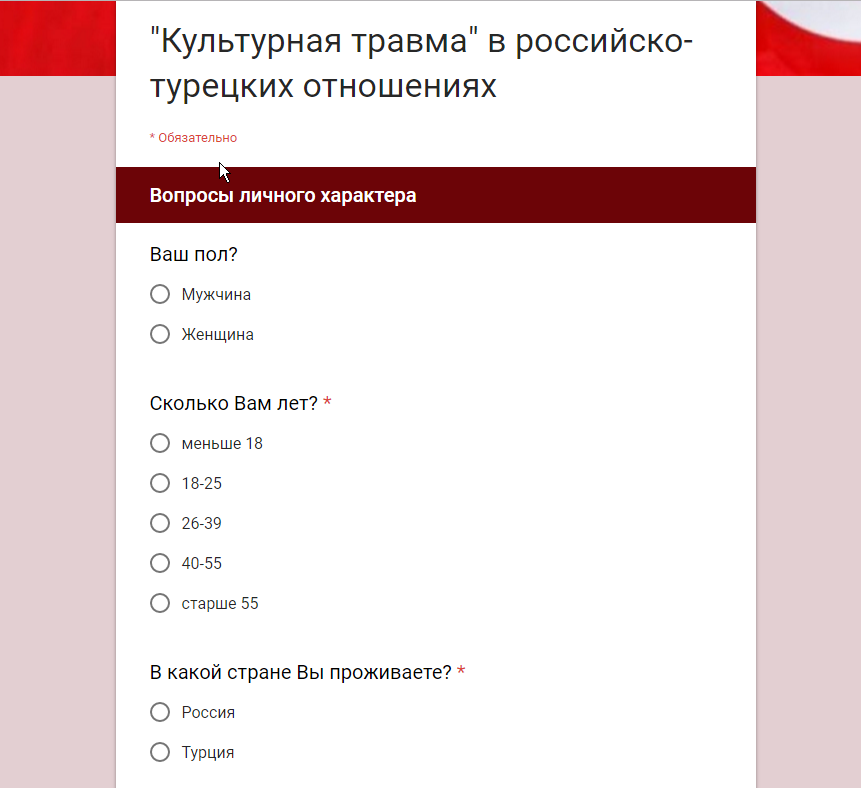 "Культурная травма" в российско-
турецких отношениях
* Обязательно
Вопросы личного характера
Ваш пол?
Мужчина
Женщина
Сколько Вам лет? *
меньше 18
18-25
26-39
40-55
старше 55
В какой стране Вы проживаете? *
Россия
Турция